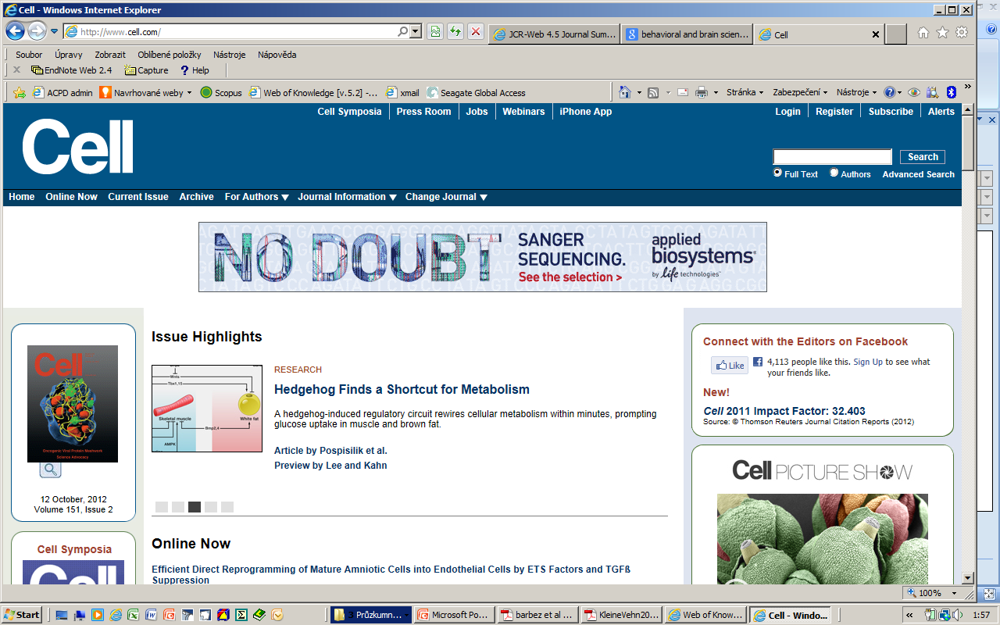 Cell - Windows Internet Explorer
http://www.cell.com/
JCR-Web 4.5 Journal Sum...
behavioral and brain scien...
Cell
Soubor Úpravy Zobrazit Oblíbené položky Nástroje Nápověda
EndNote Web 2.4 Capture Help
ACPD admin Navrhované weby Scopus Web of Knowledge [v.5.2] -... xmail Seagate Global Access Stránka Zabezpečení Nástroje
Cell Symposia Press Room Jobs Webinars iPhone App Login Register Subscribe Alerts
Cell
Search
Full Text Authors Advanced Search
Home Online Now Current Issue Archive For Authors Journal Information Change Journal
NO DOUBT
SANGER
SEQUENCING.
See the selection >
applied
biosystems
by life technologies™
Cell
Oncogenic Viral Protein Meshwork
Science Advocacy
12 October, 2012
Volume 151, Issue 2
Cell Symposia
Cell
Issue Highlights
Wnts
Tbx1,15
Skeletal muscle
White fat
Bmp2,4
AMPK
RESEARCH
Hedgehog Finds a Shortcut for Metabolism
A hedgehog-induced regulatory circuit rewires cellular metabolism within minutes, prompting
glucose uptake in muscle and brown fat.
Article by Pospisilik et al.
Preview by Lee and Kahn
Online Now
Efficient Direct Reprogramming of Mature Amniotic Cells into Endothelial Cells by ETS Factors and TGFß
Suppression
Connect with the Editors on Facebook
Like
4,113 people like this. Sign Up to see what
your friends like.
New!
Cell 2011 Impact Factor: 32.403
Source: © Thomson Reuters Journal Citation Reports (2012)
Cell PICTURE SHOW
100%
Start
3 Průzkumn...
Microsoft Po...
barbez et al ...
KleineVehn20...
Web of Know...
Cell - Windo...
1:57